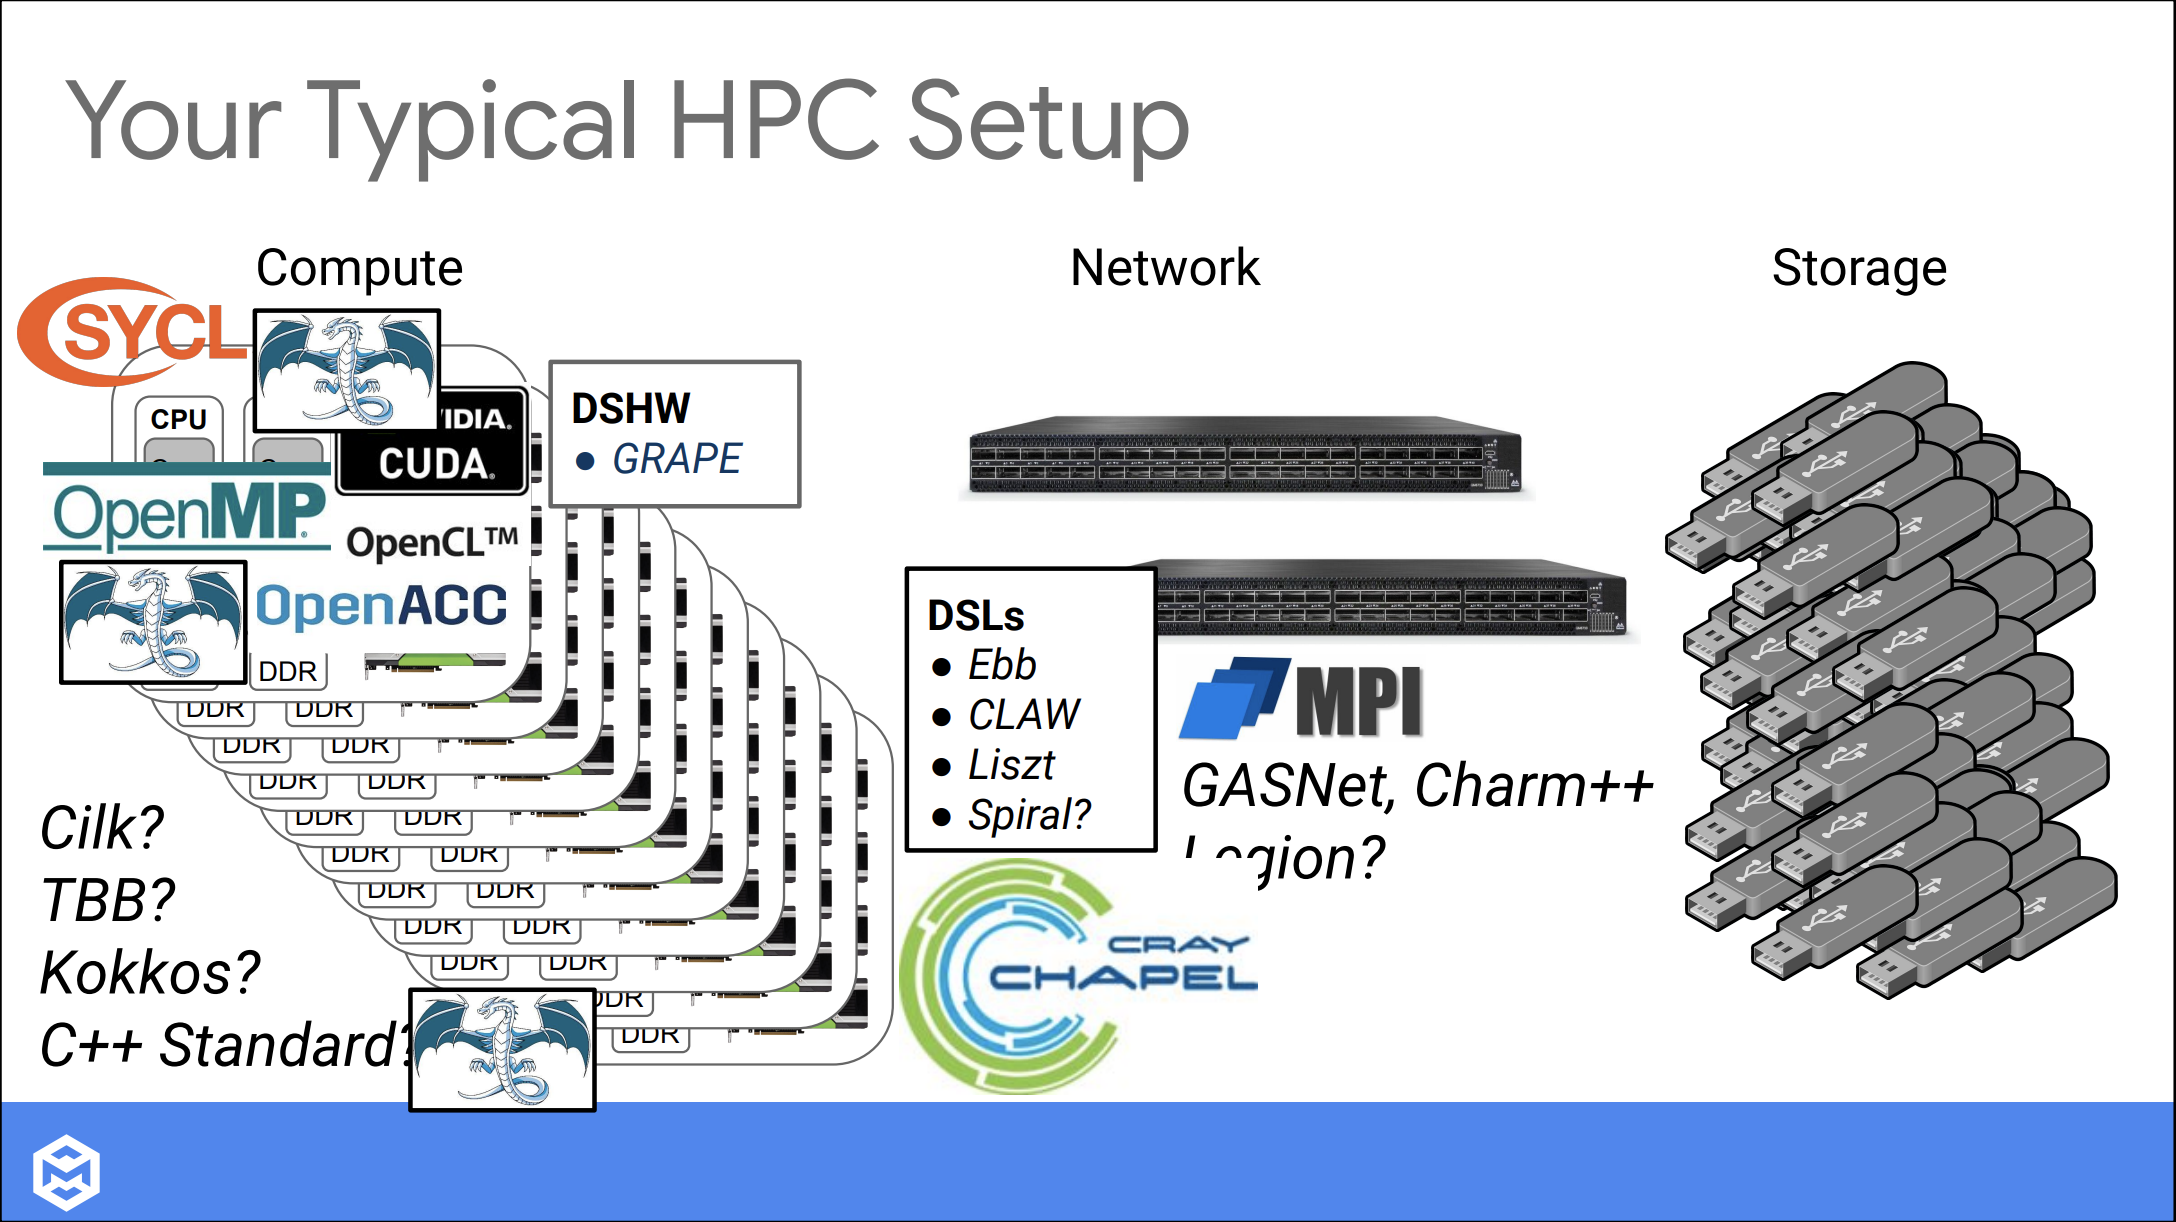 Your Typical HPC Setup
Compute
Network
Storage
SYCL
CPU
VIDIA.
CUDA.
DSHW
● GRAPE
OpenMP
OpenCL™
OpenACC
DDR
DDR DDR
DDR DDR
DDR DDR
DDR DDR
DDR DDR
DDR DDR
DDR DDR
DDR DDR
DDR
DDR
Cilk?
TBB?
Kokkos?
C++ Standard?
DSLs
● Ebb
● CLAW
● Liszt
● Spiral?
MPI
GASNet, Charm++
Legion?
CRAY
CHAPEL